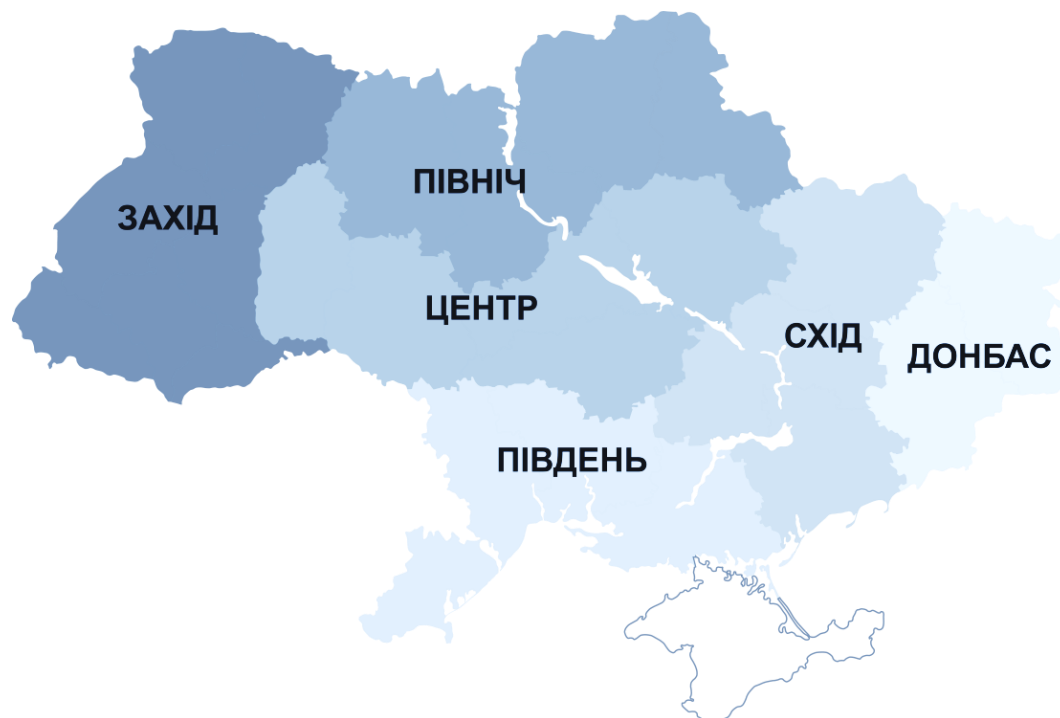 ПІВНІЧ
ЗАХІД
ЦЕНТР
СХІД
ДОНБАС
ПІВДЕНЬ